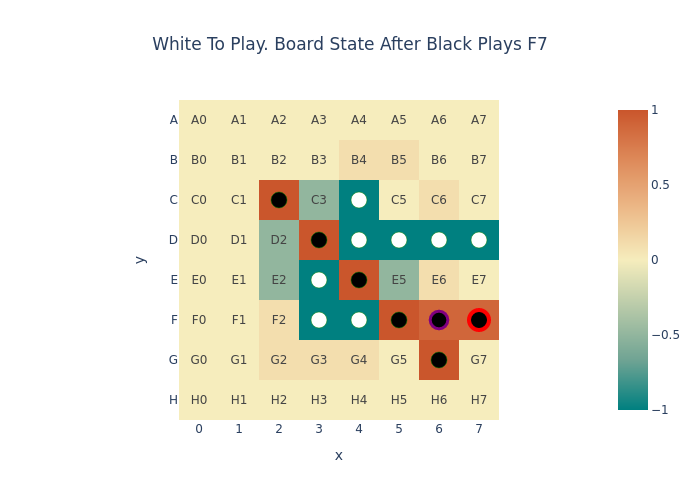 White To Play. Board State After Black Plays F7
A A0 A1 A2 A3 A4 A5 A6 A7
B B0 B1 B2 B3 B4 B5 B6 B7
C C0 C1 C3 C5 C6 C7
D D0 D1 D2
E E0 E1 E2 E5 E6 E7
F F0 F1 F2
G G0 G1 G2 G3 G4 G5 G7
H H0 H1 H2 H3 H4 H5 H6 H7
0 1 2 3 4 5 6 7
x
y
1
0.5
0
−0.5
−1